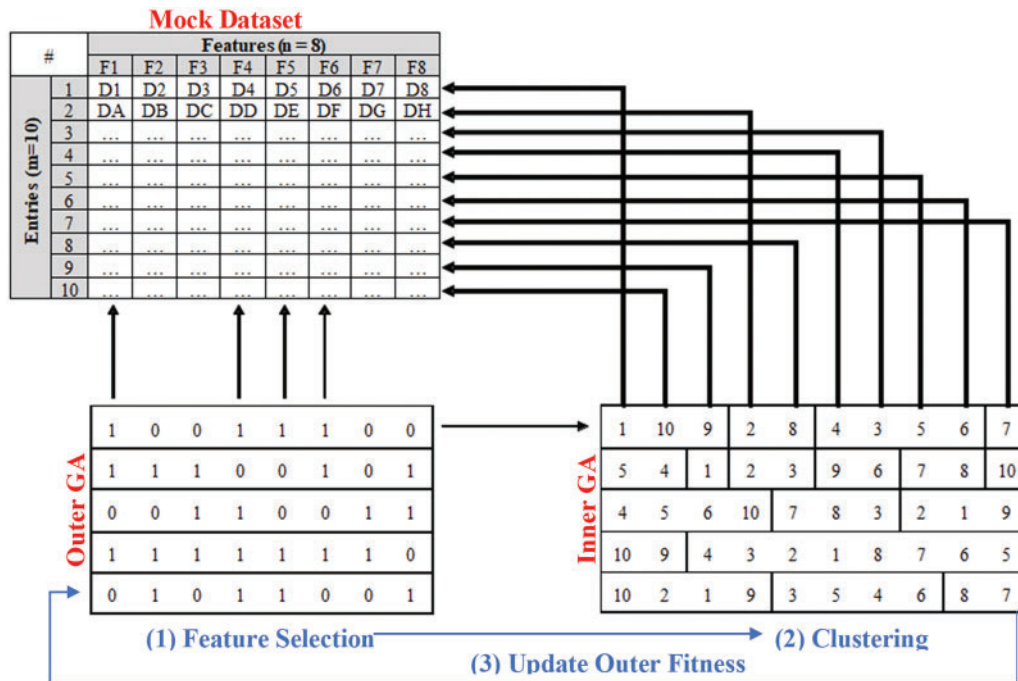 Mock Dataset
# Features (n = 8)
F1 F2 F3 F4 F5 F6 F7 F8
Entries (m=10)
1 D1 D2 D3 D4 D5 D6 D7 D8
2 DA DB DC DD DE DF DG DH
3 ... ... ... ... ... ... ... ...
4 ... ... ... ... ... ... ... ...
5 ... ... ... ... ... ... ... ...
6 ... ... ... ... ... ... ... ...
7 ... ... ... ... ... ... ... ...
8 ... ... ... ... ... ... ... ...
9 ... ... ... ... ... ... ... ...
10 ... ... ... ... ... ... ... ...
Outer GA
1 0 0 1 1 1 0 0
1 1 1 0 0 1 0 1
0 0 1 1 0 0 1 1
1 1 1 1 1 1 1 0
0 1 0 1 1 0 0 1
Inner GA
1 10 9 2 8 4 3 5 6 7
5 4 1 2 3 9 6 7 8 10
4 5 6 10 7 8 3 2 1 9
10 9 4 3 2 1 8 7 6 5
10 2 1 9 3 5 4 6 8 7
(1) Feature Selection
(2) Clustering
(3) Update Outer Fitness